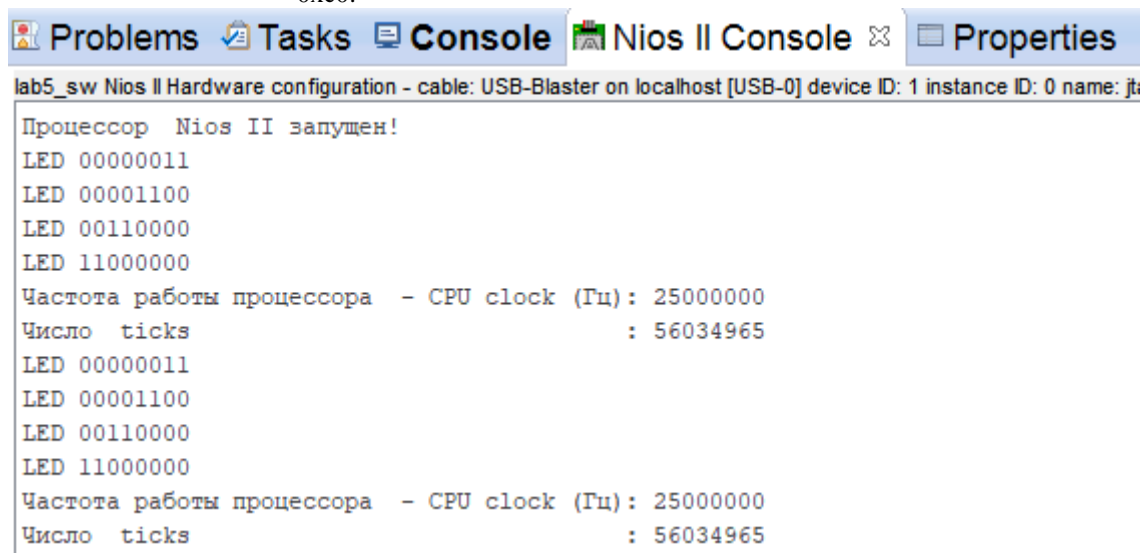 Problems Tasks Console Nios II Console Properties
lab5_sw Nios II Hardware configuration - cable: USB-Blaster on localhost [USB-0] device ID: 1 instance ID: 0 name: jta
Процессор Nios II запущен!
LED 00000011
LED 00001100
LED 00110000
LED 11000000
Частота работы процессора - CPU clock (Гц): 25000000
Число ticks : 56034965
LED 00000011
LED 00001100
LED 00110000
LED 11000000
Частота работы процессора - CPU clock (Гц): 25000000
Число ticks : 56034965